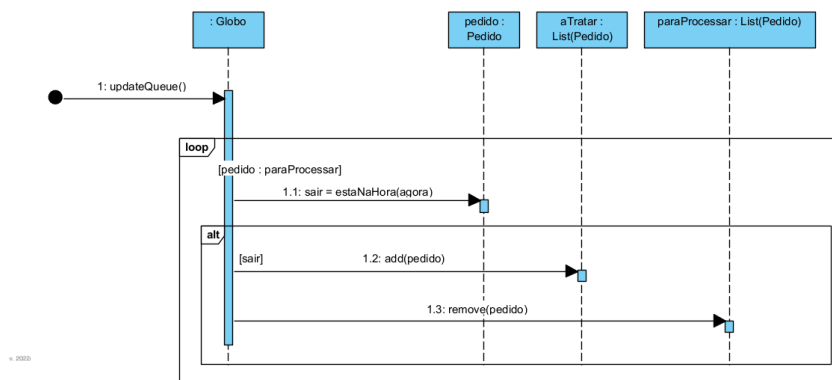 : Globo
pedido :
Pedido
aTratar :
List(Pedido)
paraProcessar : List(Pedido)
1: updateQueue()
loop
[pedido : paraProcessar]
1.1: sair = estaNaHora(agora)
alt
[sair]
1.2: add(pedido)
1.3: remove(pedido)